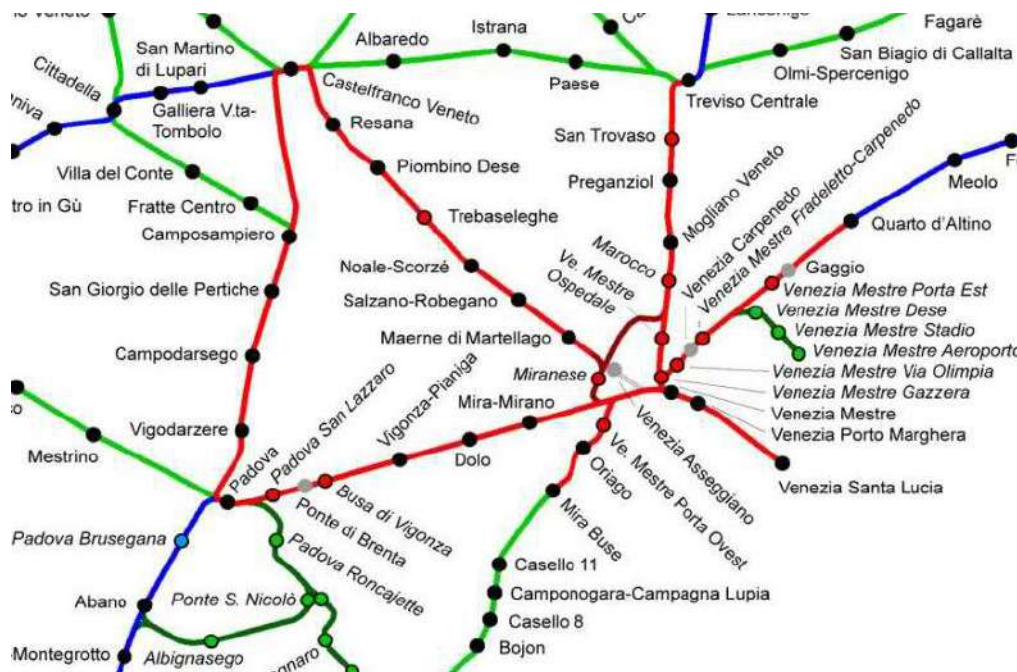 Veneto
Lancenigo
Fagarè
San Martino
di Lupari
Albaredo
Istrana
San Biagio di Callalta
Cittadella
Paese
Olmi-Spercenigo
Galliera V.ta-
Tombolo
Castelfranco Veneto
Treviso Centrale
Resana
San Trovaso
Villa del Conte
Piombino Dese
Preganziol
Meolo
tro in Gù
Fratte Centro
Trebaseleghe
Mogliano Veneto
Venezia Carpenedo
Venezia Mestre Fradeletto-Carpenedo
Quarto d'Altino
Camposampiero
Marocco
Ve. Mestre
Ospedale
Noale-Scorzé
Gaggio
San Giorgio delle Pertiche
Salzano-Robegano
Venezia Mestre Porta Est
Venezia Mestre Dese
Maerne di Martellago
Venezia Mestre Stadio
Campodarsego
Venezia Mestre Aeroporto
Miranese
Venezia Mestre Via Olimpia
Venezia Mestre Gazzera
Mira-Mirano
Venezia Mestre
Vigodarzere
Padova San Lazzaro
Vigonza-Pianiga
Venezia Porto Marghera
Mestrino
Dolo
Venezia Santa Lucia
Padova
Busa di Vigonza
Oriago
Ve. Mestre Porta Ovest
Venezia Asseggiano
Ponte di Brenta
Mira Buse
Padova Brusegana
Padova Roncajette
Casello 11
Abano
Ponte S. Nicolò
Camponogara-Campagna Lupia
Casello 8
-Montegrotto
Albignasego
Bojon